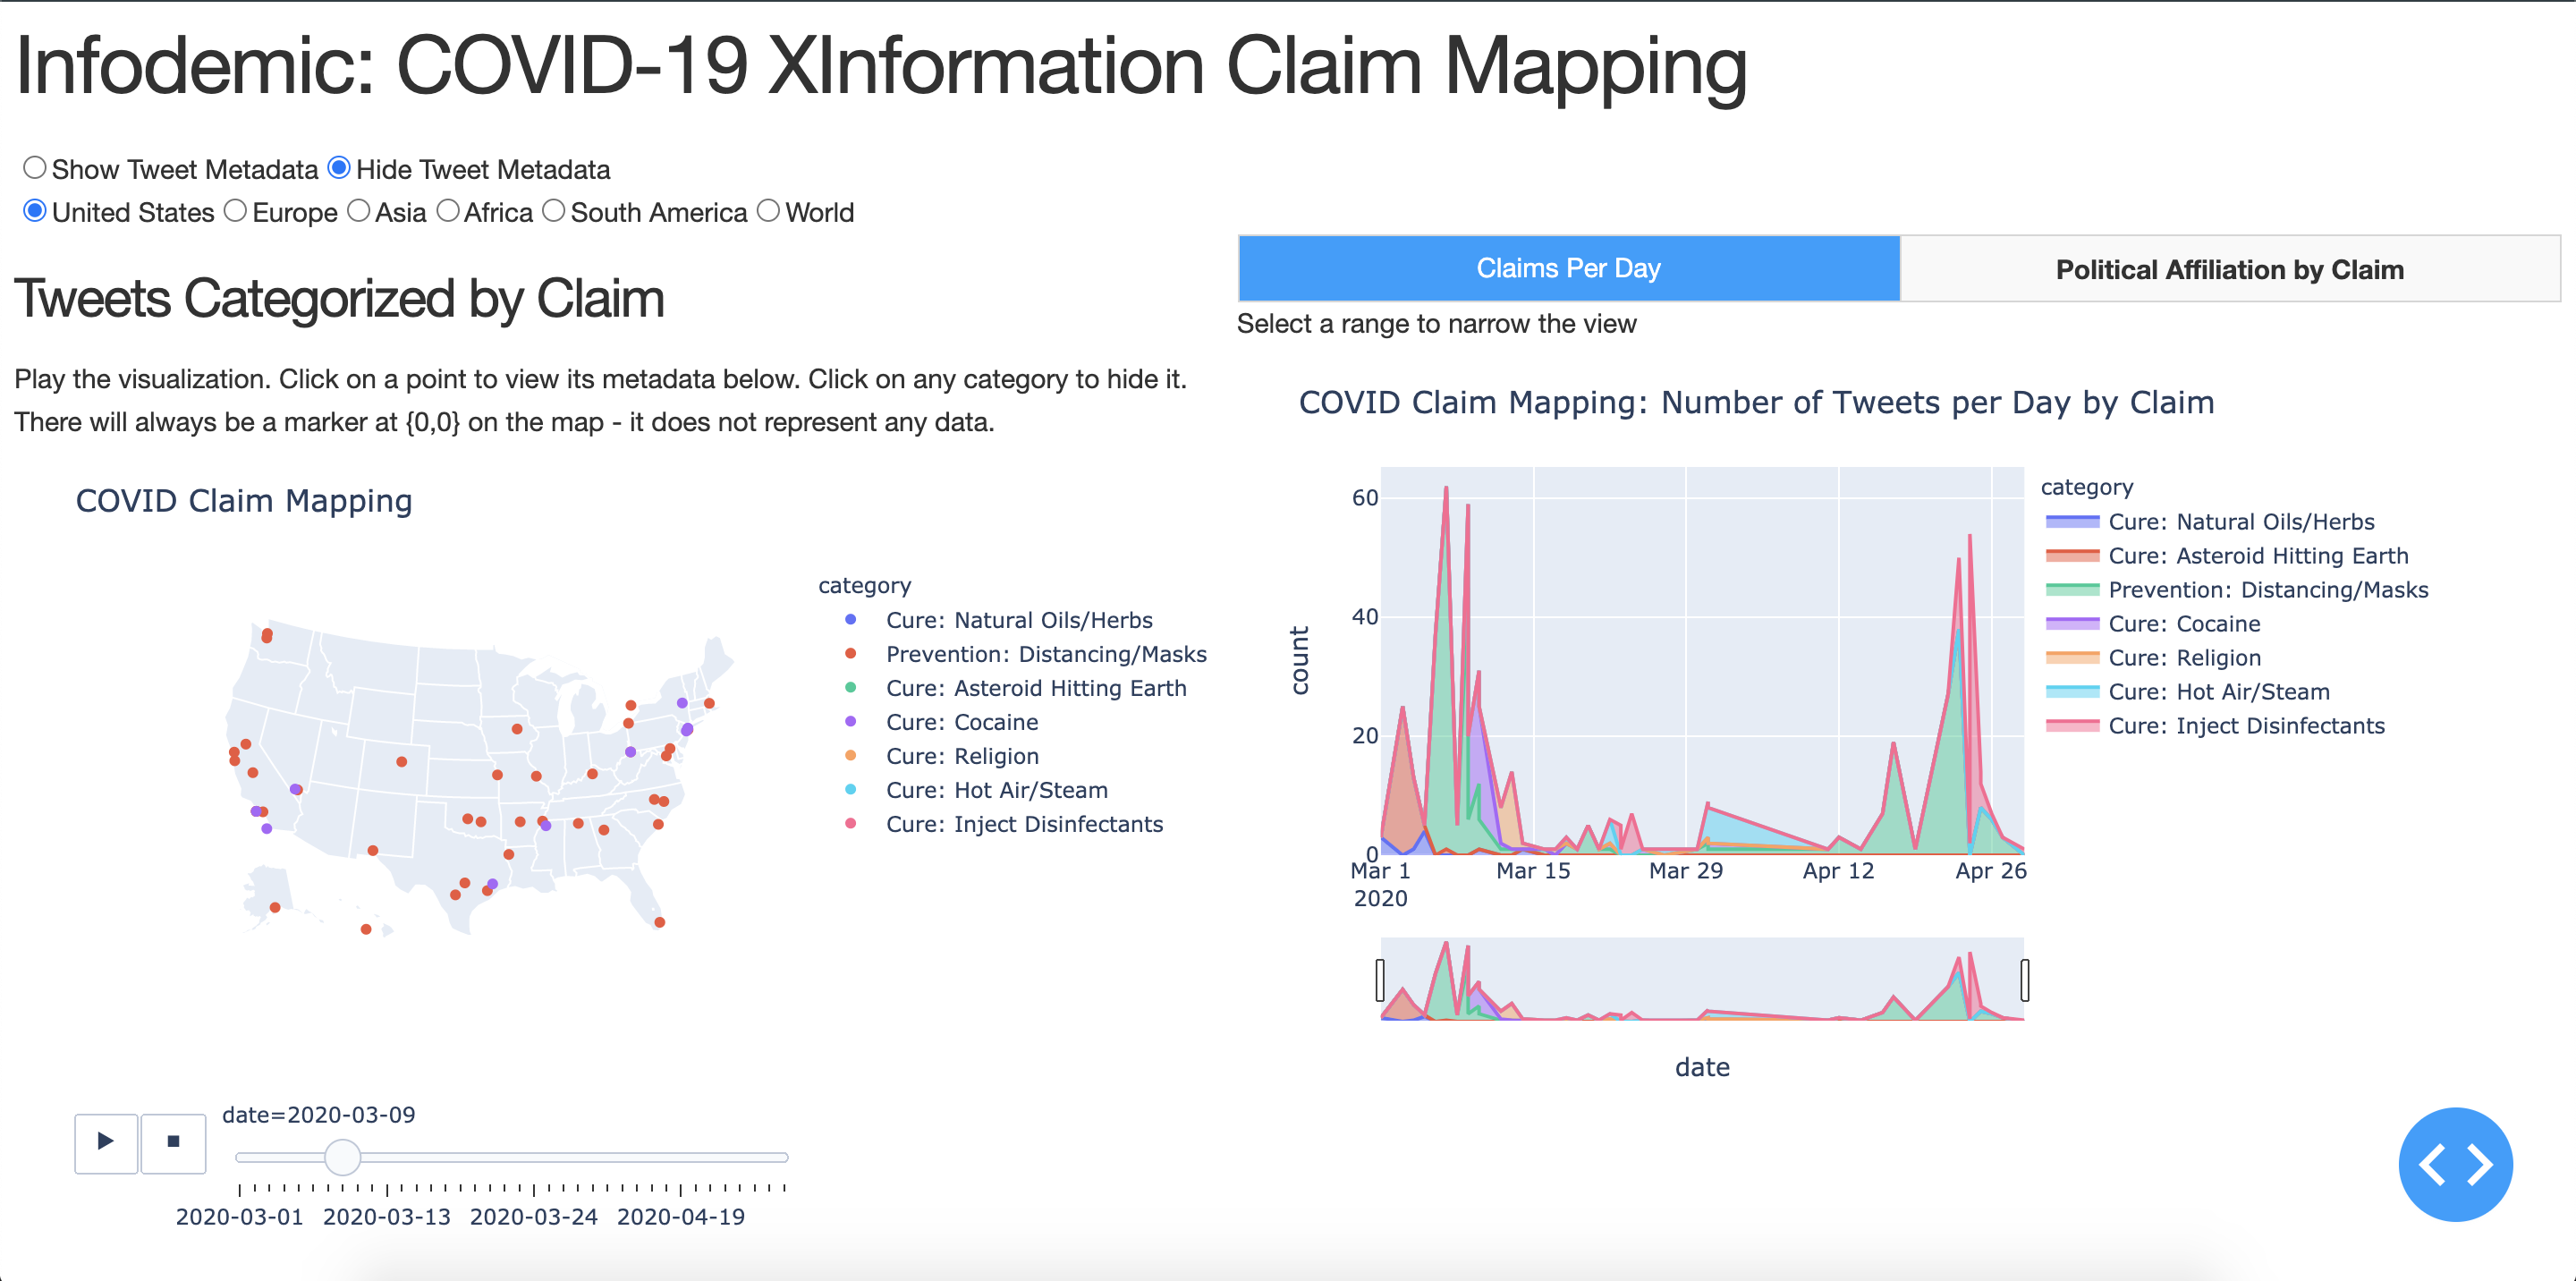 Infodemic: COVID-19 XInformation Claim Mapping
Show Tweet Metadata Hide Tweet Metadata
United States Europe Asia Africa South America World
Tweets Categorized by Claim
Play the visualization. Click on a point to view its metadata below. Click on any category to hide it.
There will always be a marker at {0,0} on the map - it does not represent any data.
COVID Claim Mapping
category
Cure: Natural Oils/Herbs
Prevention: Distancing/Masks
Cure: Asteroid Hitting Earth
Cure: Cocaine
Cure: Religion
Cure: Hot Air/Steam
Cure: Inject Disinfectants
date=2020-03-09
2020-03-01 2020-03-13 2020-03-24 2020-04-19
Claims Per Day Political Affiliation by Claim
Select a range to narrow the view
COVID Claim Mapping: Number of Tweets per Day by Claim
count
60
40
20
0
Mar 1 Mar 15 Mar 29 Apr 12 Apr 26
2020
category
Cure: Natural Oils/Herbs
Cure: Asteroid Hitting Earth
Prevention: Distancing/Masks
Cure: Cocaine
Cure: Religion
Cure: Hot Air/Steam
Cure: Inject Disinfectants
date